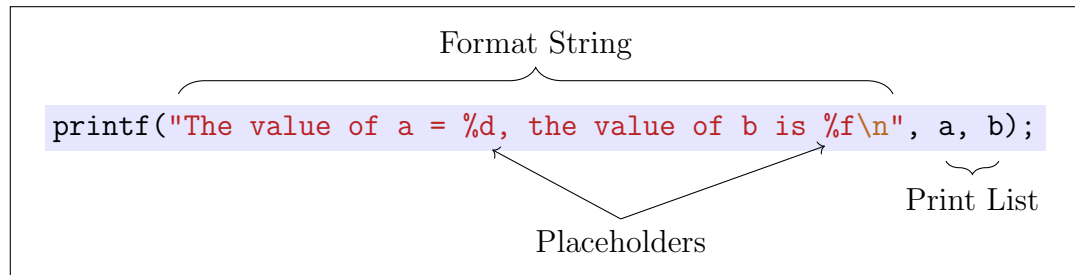 Format String
printf("The value of a = %d, the value of b is %f\n", a, b);
Print List
Placeholders